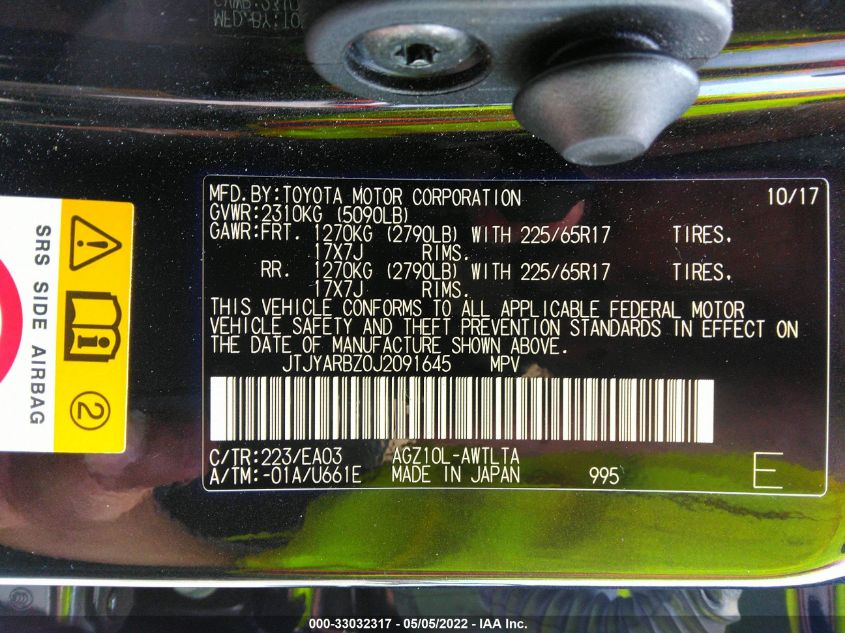 MFD.BY:TOYOTA MOTOR CORPORATION 10/17
GVWR:2310KG (5090LB)
GAWR:FRT. 1270KG (2790LB) WITH 225/65R17 TIRES,
17X7J RIMS.
RR. 1270KG (2790LB) WITH 225/65R17 TIRES,
17X7J RIMS.
THIS VEHICLE CONFORMS TO ALL APPLICABLE FEDERAL MOTOR
VEHICLE SAFETY AND THEFT PREVENTION STANDARDS IN EFFECT ON
THE DATE OF MANUFACTURE SHOWN ABOVE.
JTJYARBZ0J2091645 MPV
C/TR:223/EA03 AGZ10L-AWTLTA
A/TM:-01A/U661E MADE IN JAPAN 995 E
SRS SIDE AIRBAG
2
000-33032317 - 05/05/2022 - IAA Inc.